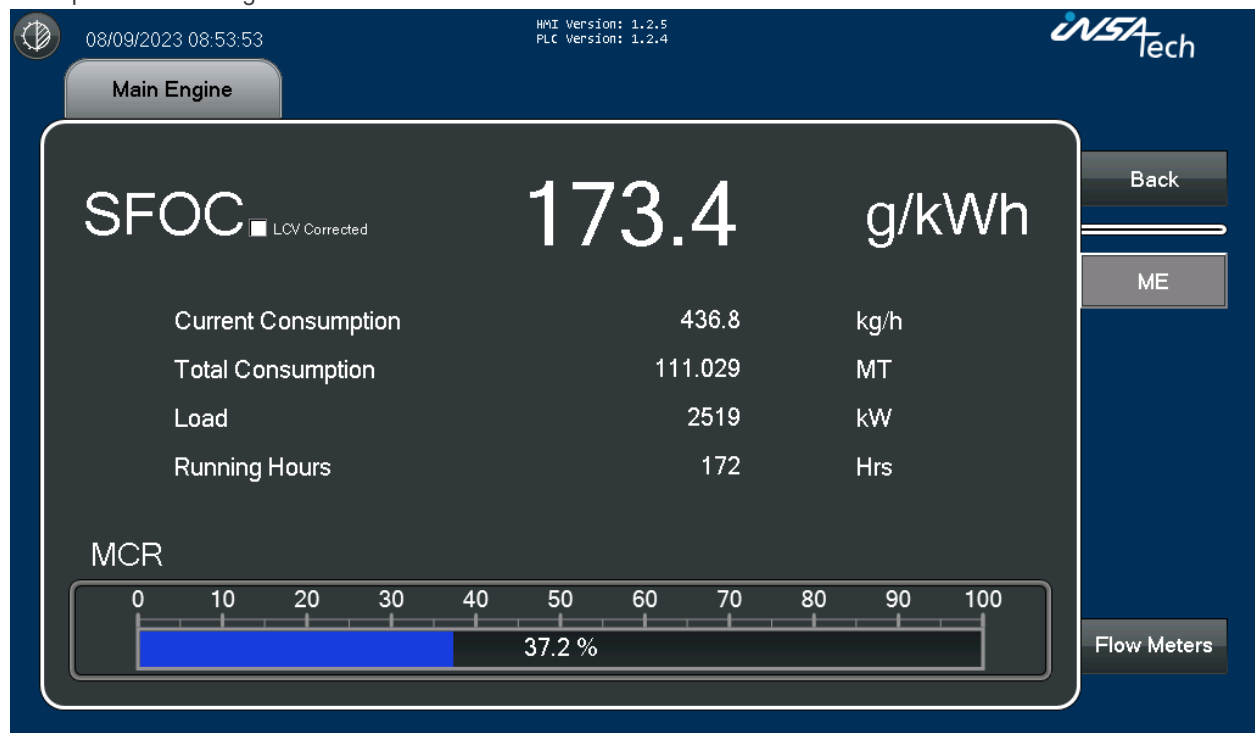 08/09/2023 08:53:53
HMI Version: 1.2.5
PLC Version: 1.2.4
iNSATech
Main Engine
Back
SFOC LCV Corrected 173.4 g/kWh
ME
Current Consumption 436.8 kg/h
Total Consumption 111.029 MT
Load 2519 kW
Running Hours 172 Hrs
MCR
0 10 20 30 40 50 60 70 80 90 100
37.2 %
Flow Meters